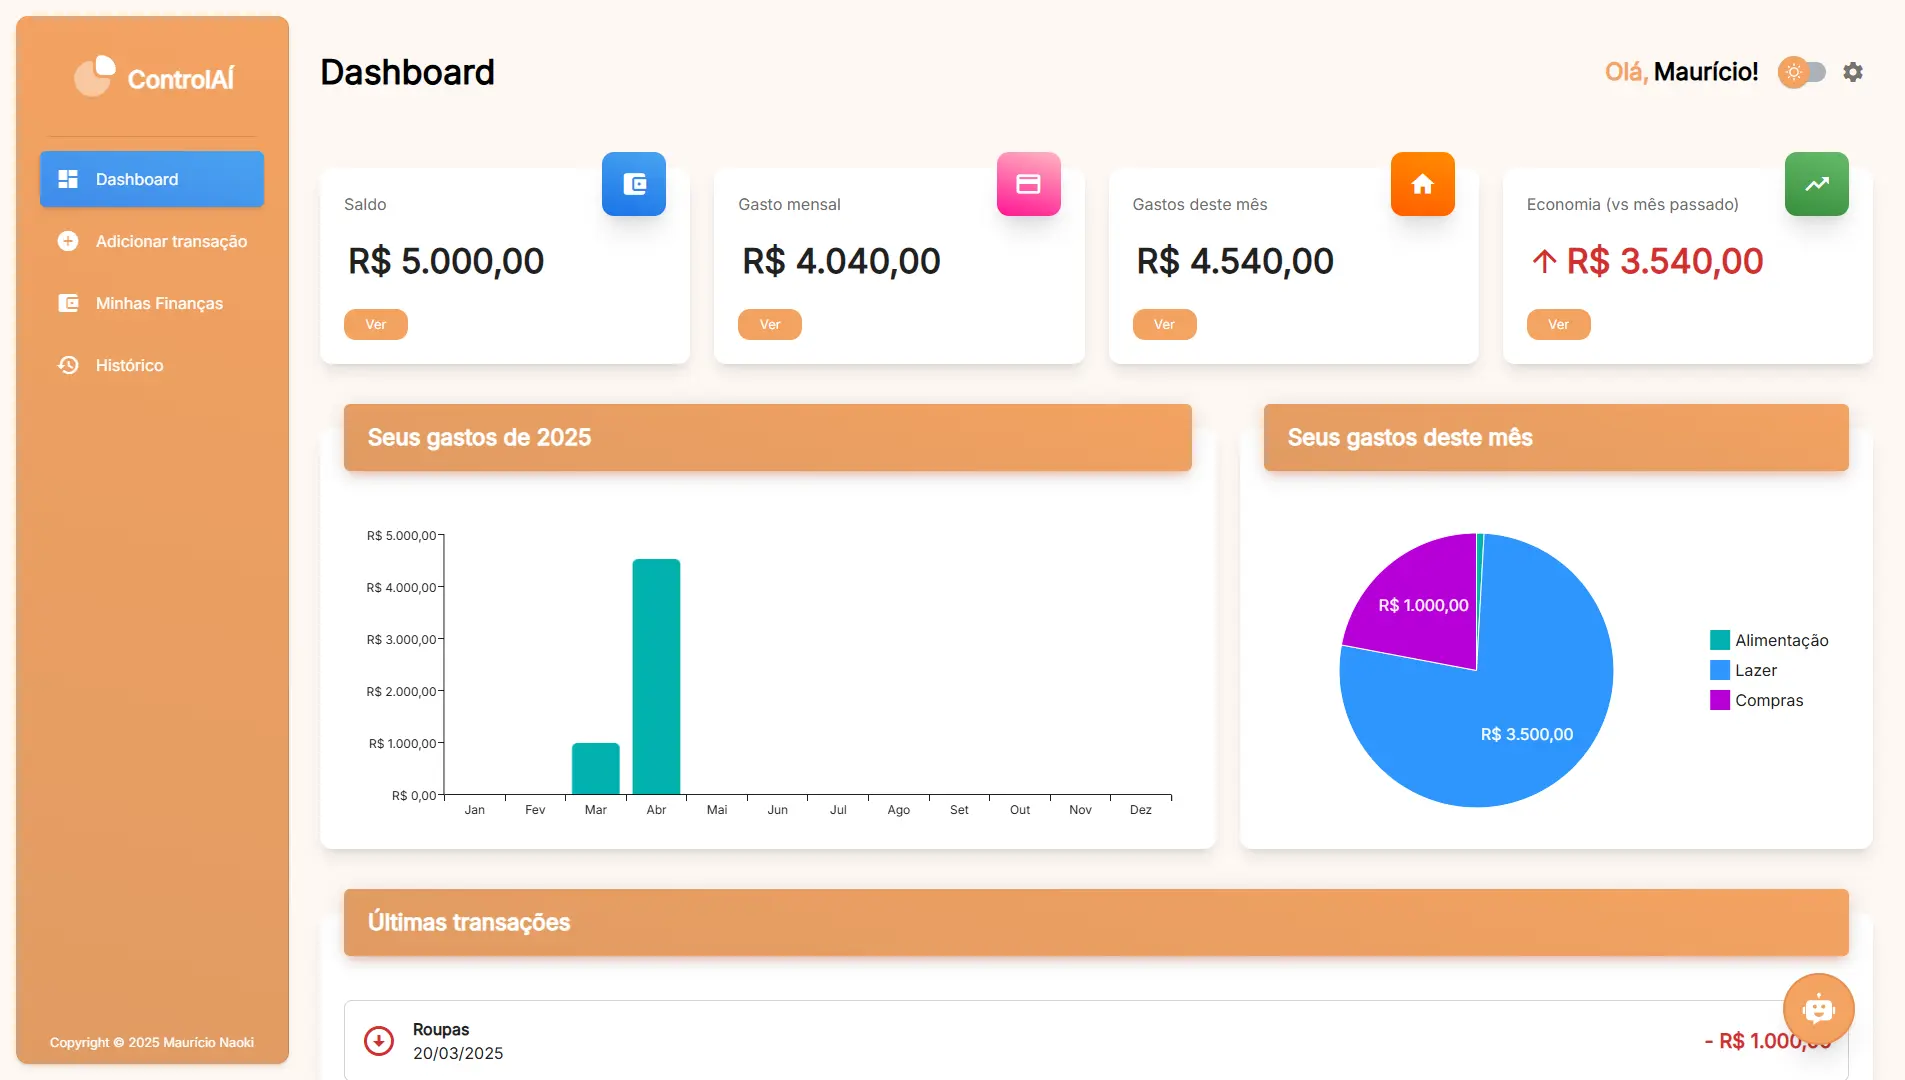 ControlAÍ
Dashboard
Adicionar transação
Minhas Finanças
Histórico
Copyright © 2025 Maurício Naoki
Dashboard
Olá, Maurício!
Saldo
R$ 5.000,00
Ver
Gasto mensal
R$ 4.040,00
Ver
Gastos deste mês
R$ 4.540,00
Ver
Economia (vs mês passado)
R$ 3.540,00
Ver
Seus gastos de 2025
R$ 5.000,00
R$ 4.000,00
R$ 3.000,00
R$ 2.000,00
R$ 1.000,00
R$ 0,00
Jan Fev Mar Abr Mai Jun Jul Ago Set Out Nov Dez
Seus gastos deste mês
R$ 1.000,00
R$ 3.500,00
Alimentação
Lazer
Compras
Últimas transações
Roupas
20/03/2025
- R$ 1.000,00